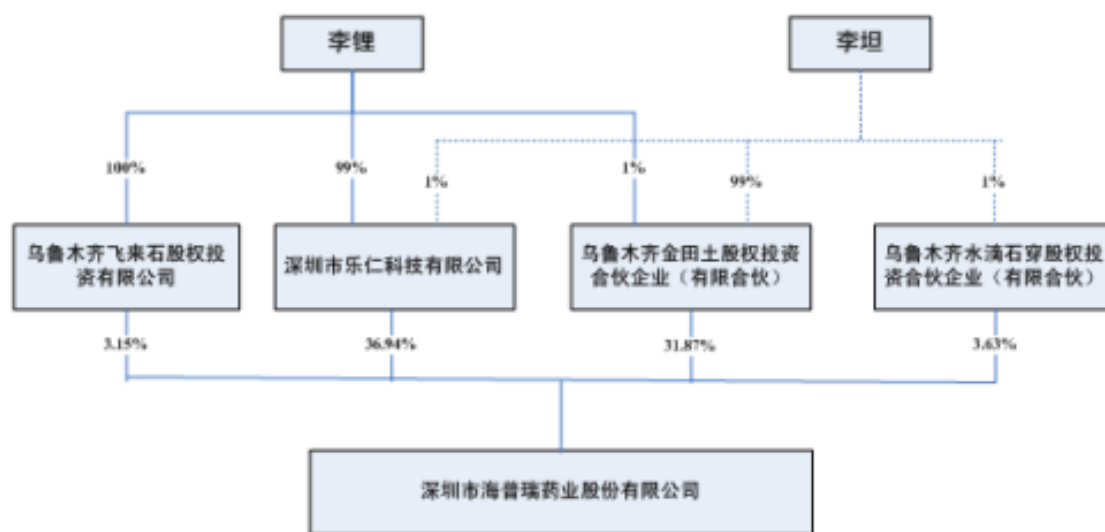 李锂
李坦
100%
99%
1%
1%
99%
1%
乌鲁木齐飞来石股权投
资有限公司
深圳市乐仁科技有限公司
乌鲁木齐金田土股权投资
合伙企业（有限合伙）
乌鲁木齐水滴石穿股权投
资合伙企业（有限合伙）
3.15%
36.94%
31.87%
3.63%
深圳市海普瑞药业股份有限公司